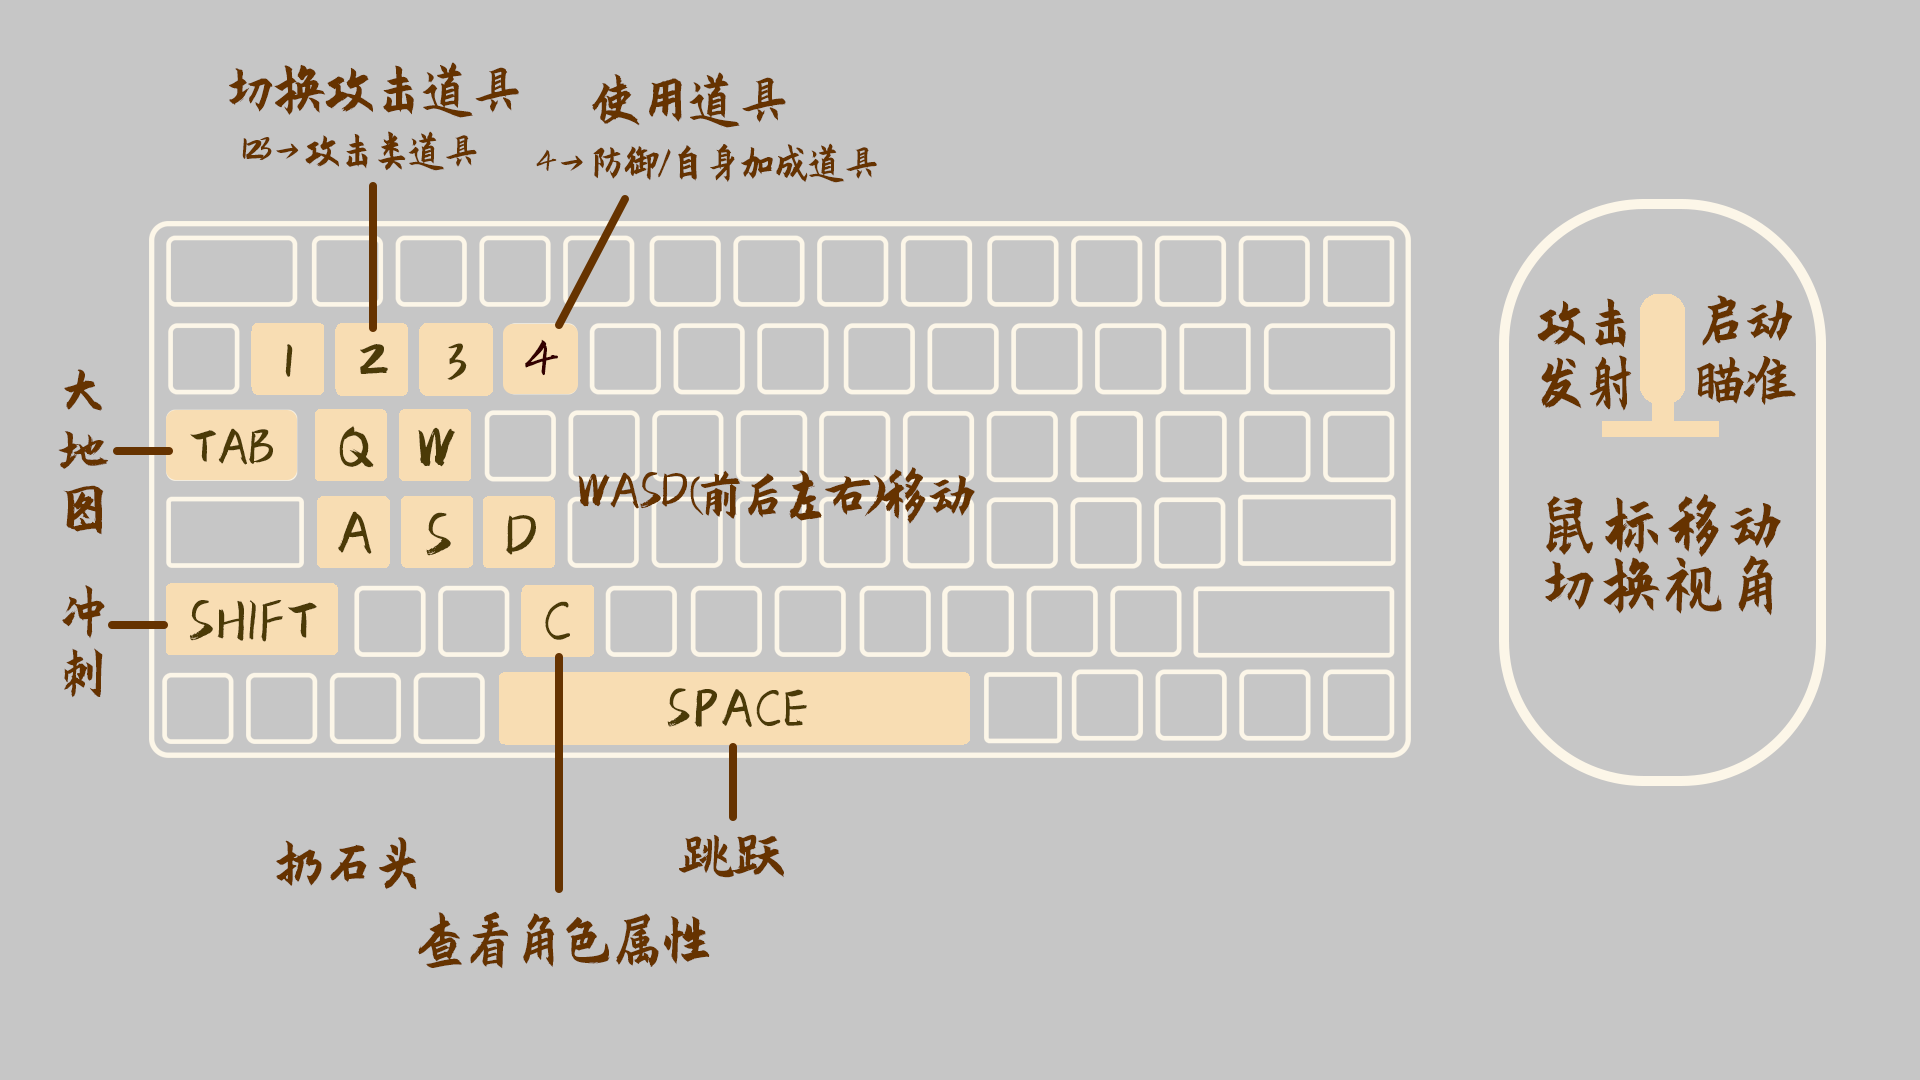 切换攻击道具
123→攻击类道具
使用道具
4→防御/自身加成道具
1 2 3 4
大地图
TAB Q W
WASD(前后左右)移动
A S D
冲刺
SHIFT C
SPACE
扔石头
跳跃
查看角色属性
攻击
发射
启动
瞄准
鼠标移动
切换视角